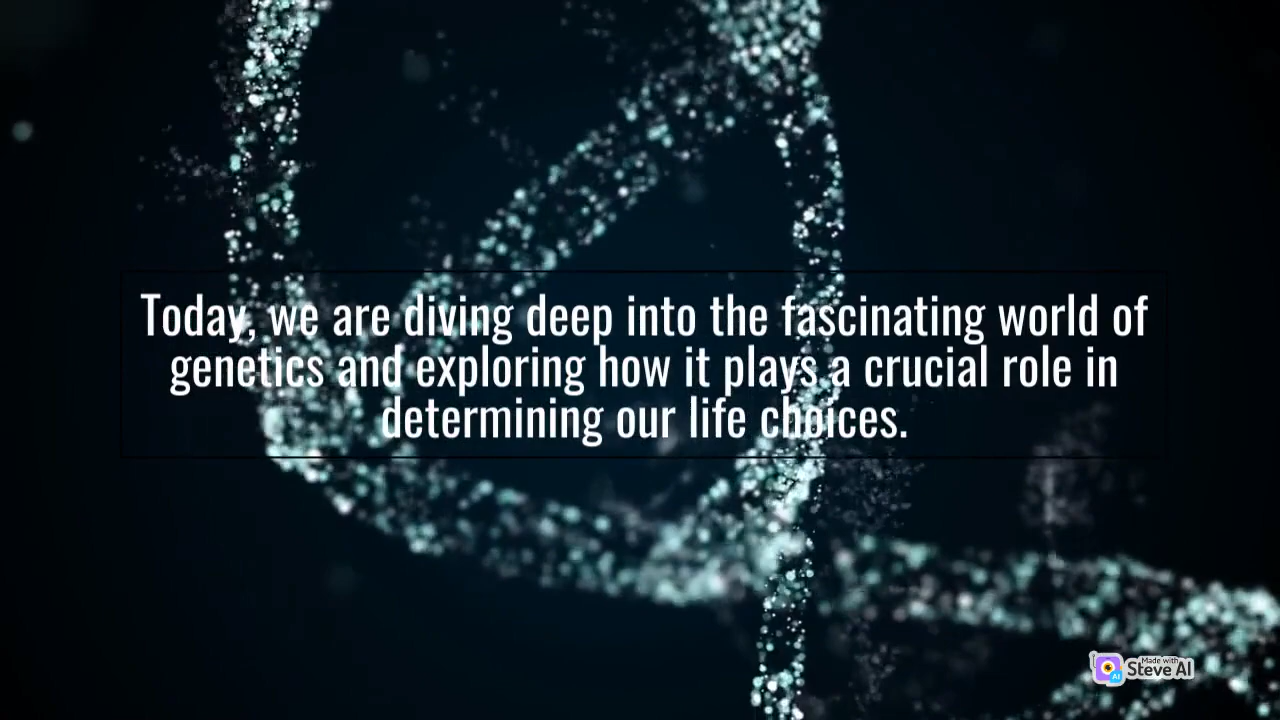 Today, we are diving deep into the fascinating world of
genetics and exploring how it plays a crucial role in
determining our life choices.
Made with
Steve AI
AI